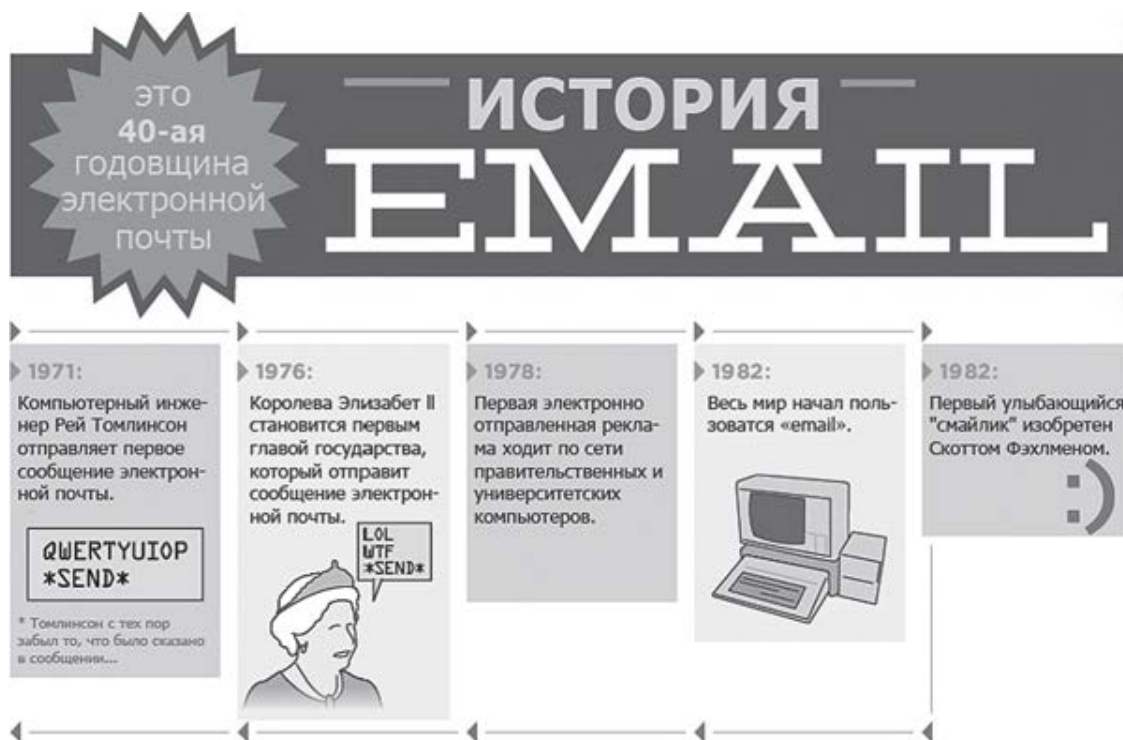 это
40-ая
годовщина
электронной
почты
ИСТОРИЯ
EMAIL
1971:
Компьютерный инже-
нер Рей Томлинсон
отправляет первое
сообщение электрон-
ной почты.
QWERTYUIOP
*SEND*
* Томлинсон с тех пор
забыл то, что было сказано
в сообщении...
1976:
Королева Элизабет II
становится первым
главой государства,
который отправит
сообщение электрон-
ной почты.
LOL
WTF
*SEND*
1978:
Первая электронно
отправленная рекла-
ма ходит по сети
правительственных и
университетских
компьютеров.
1982:
Весь мир начал поль-
зоватся «email».
1982:
Первый улыбающийся
"смайлик" изобретен
Скоттом Фэхлменом.
:)